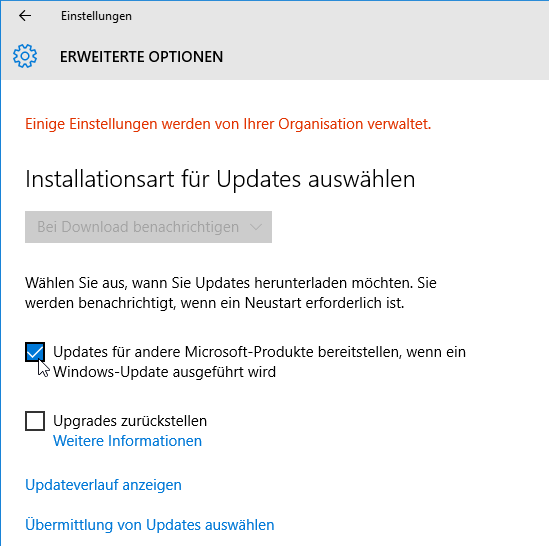 Einstellungen
ERWEITERTE OPTIONEN
Einige Einstellungen werden von Ihrer Organisation verwaltet.
Installationsart für Updates auswählen
Bei Download benachrichtigen
Wählen Sie aus, wann Sie Updates herunterladen möchten. Sie
werden benachrichtigt, wenn ein Neustart erforderlich ist.
Updates für andere Microsoft-Produkte bereitstellen, wenn ein
Windows-Update ausgeführt wird
Upgrades zurückstellen
Weitere Informationen
Updateverlauf anzeigen
Übermittlung von Updates auswählen